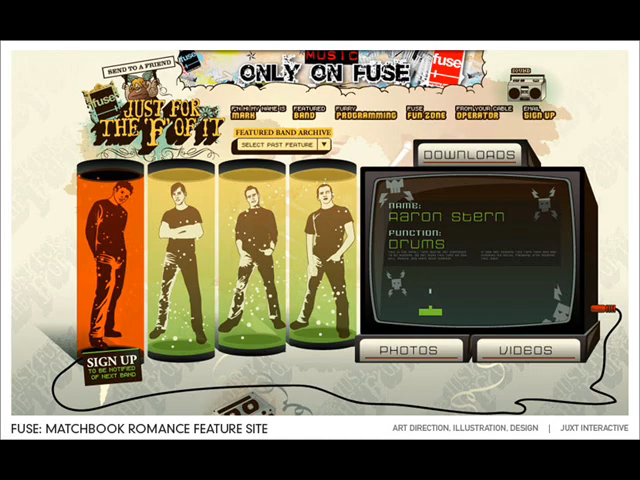 MUSIC
ONLY ON FUSE
fuse
SEND TO A FRIEND
fuse
JUST FOR
THE 'F' OF IT
SOUND
HI MY NAME IS
MARK
FEATURED
BAND
FURRY
PROGRAMMING
FUSE
FUN ZONE
FROM YOUR CABLE
OPERATOR
EMAIL
SIGN UP
FEATURED BAND ARCHIVE
SELECT PAST FEATURE
DOWNLOADS
NAME:
Aaron Stern
FUNCTION:
Drums
PHOTOS
VIDEOS
SIGN UP
TO BE NOTIFIED
OF NEXT BAND
FUSE: MATCHBOOK ROMANCE FEATURE SITE
ART DIRECTION, ILLUSTRATION, DESIGN | JUXT INTERACTIVE